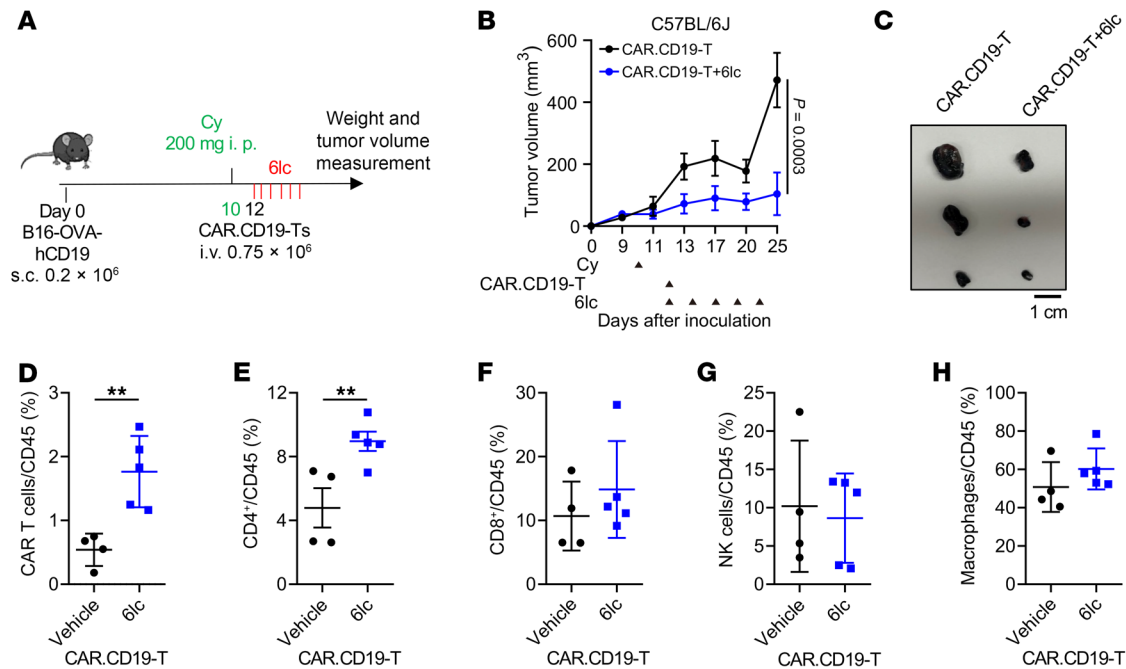 A
Cy
200 mg i. p.
6lc
Weight and
tumor volume
measurement
Day 0
B16-OVA-
hCD19
s.c. 0.2 × 10⁶
10 12
CAR.CD19-Ts
i.v. 0.75 × 10⁶
B
C57BL/6J
CAR.CD19-T
CAR.CD19-T+6lc
Tumor volume (mm³)
600
400
200
0
P = 0.0003
0 9 11 13 17 20 25
Cy
CAR.CD19-T
6lc
Days after inoculation
C
CAR.CD19-T
CAR.CD19-T+6lc
1 cm
D
CAR T cells/CD45 (%)
3
2
1
0
**
Vehicle
6lc
CAR.CD19-T
E
CD4⁺/CD45 (%)
12
8
4
0
**
Vehicle
6lc
CAR.CD19-T
F
CD8⁺/CD45 (%)
30
20
10
0
Vehicle
6lc
CAR.CD19-T
G
NK cells/CD45 (%)
25
20
15
10
5
0
Vehicle
6lc
CAR.CD19-T
H
Macrophages/CD45 (%)
100
80
60
40
20
0
Vehicle
6lc
CAR.CD19-T